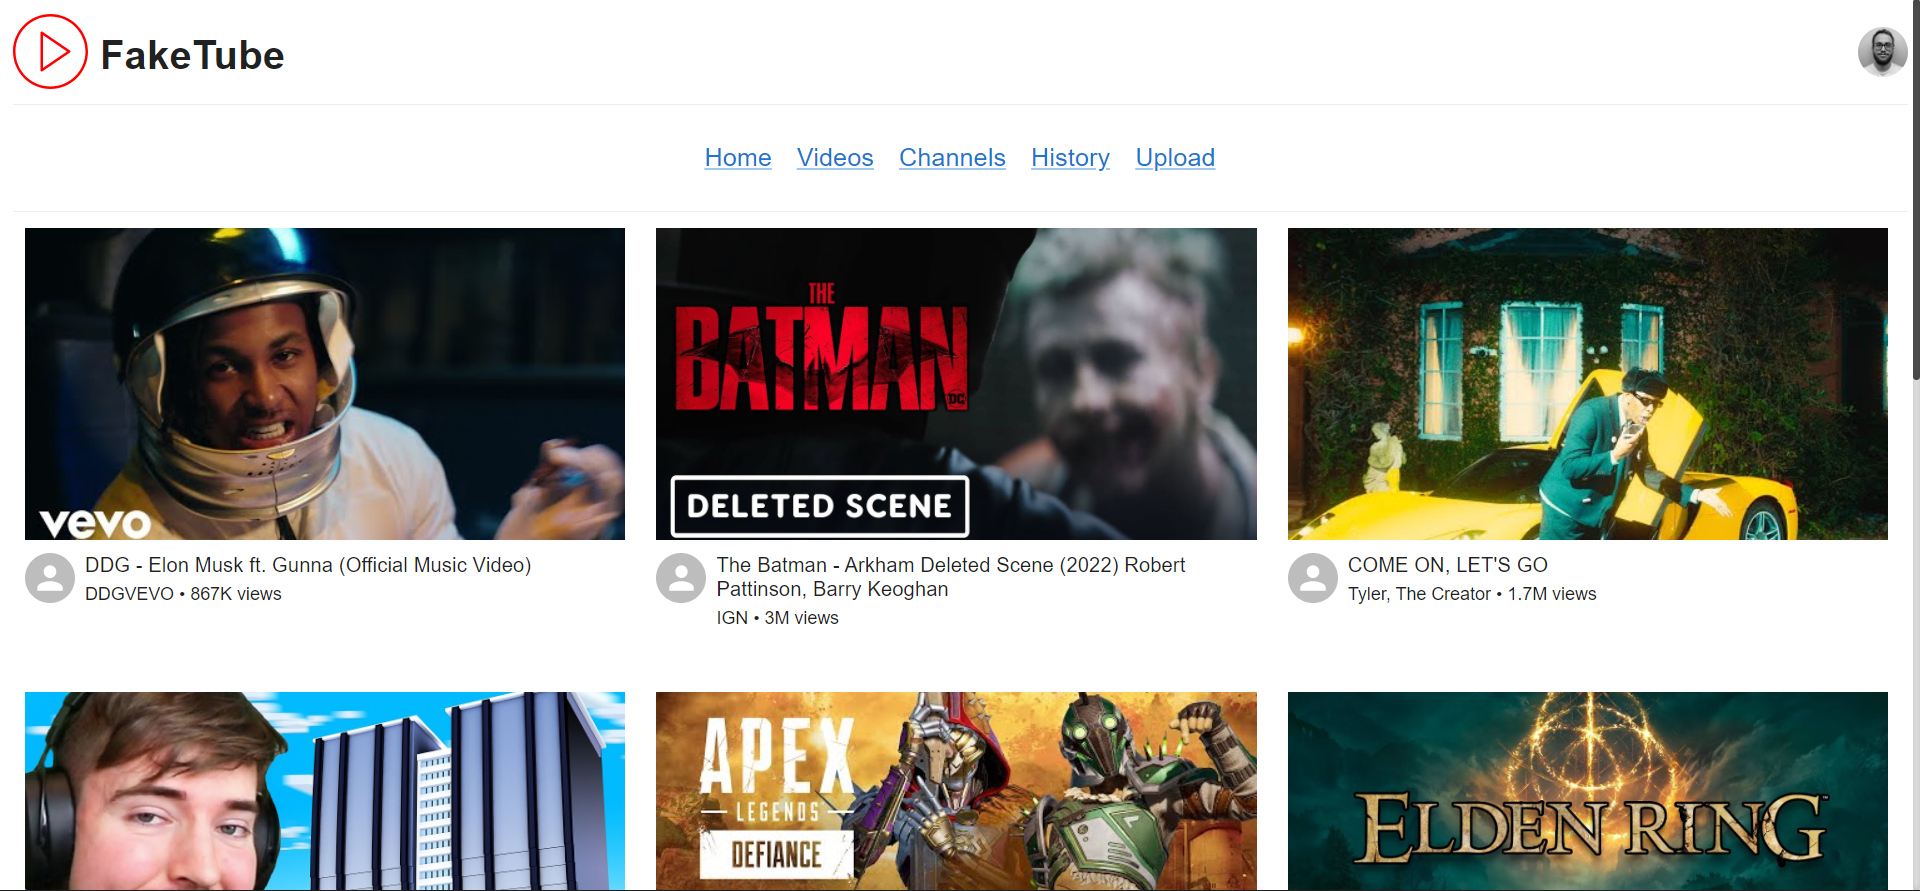 FakeTube
Home Videos Channels History Upload
vevo
THE
BATMAN
DC
DELETED SCENE
DDG - Elon Musk ft. Gunna (Official Music Video)
DDGVEVO • 867K views
The Batman - Arkham Deleted Scene (2022) Robert
Pattinson, Barry Keoghan
IGN • 3M views
COME ON, LET'S GO
Tyler, The Creator • 1.7M views
APEX
LEGENDS
DEFIANCE
ELDEN RING